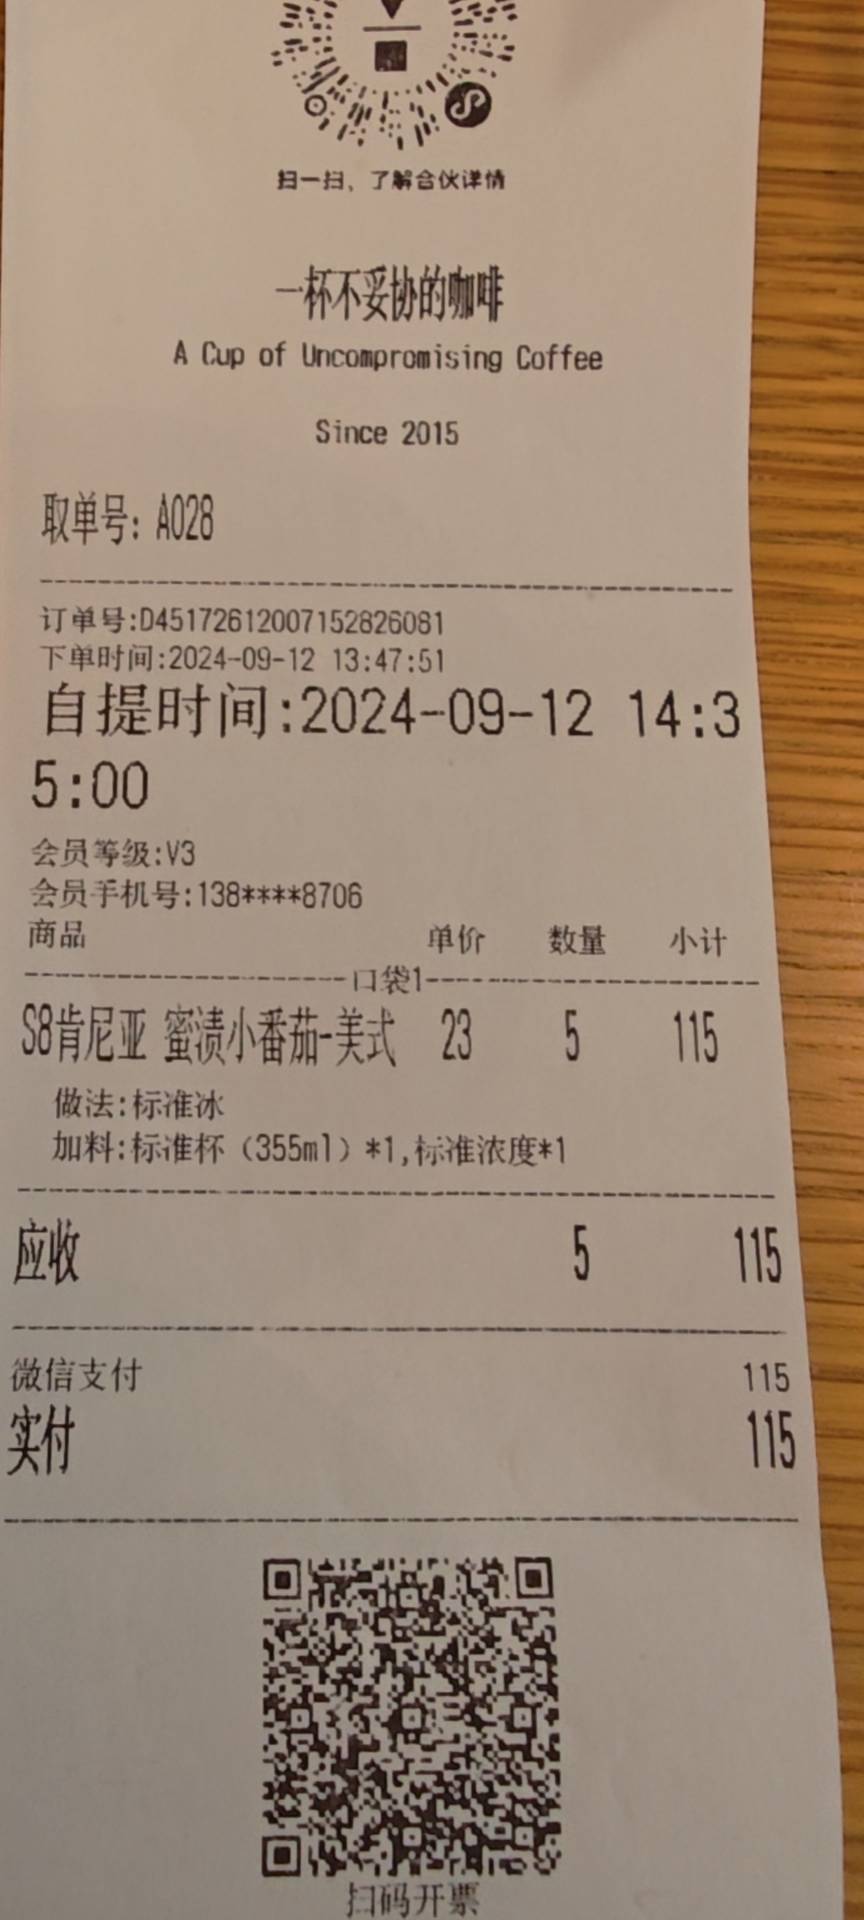 扫一扫，了解合伙详情
一杯不妥协的咖啡
A Cup of Uncompromising Coffee
Since 2015
取单号: A028
订单号:D45172612007152826081
下单时间:2024-09-12 13:47:51
自提时间:2024-09-12 14:3
5:00
会员等级:V3
会员手机号:138****8706
商品 单价 数量 小计
口袋1
S8肯尼亚 蜜渍小番茄-美式 23 5 115
做法:标准冰
加料:标准杯（355ml）*1,标准浓度*1
应收 5 115
微信支付 115
实付 115
扫码开票